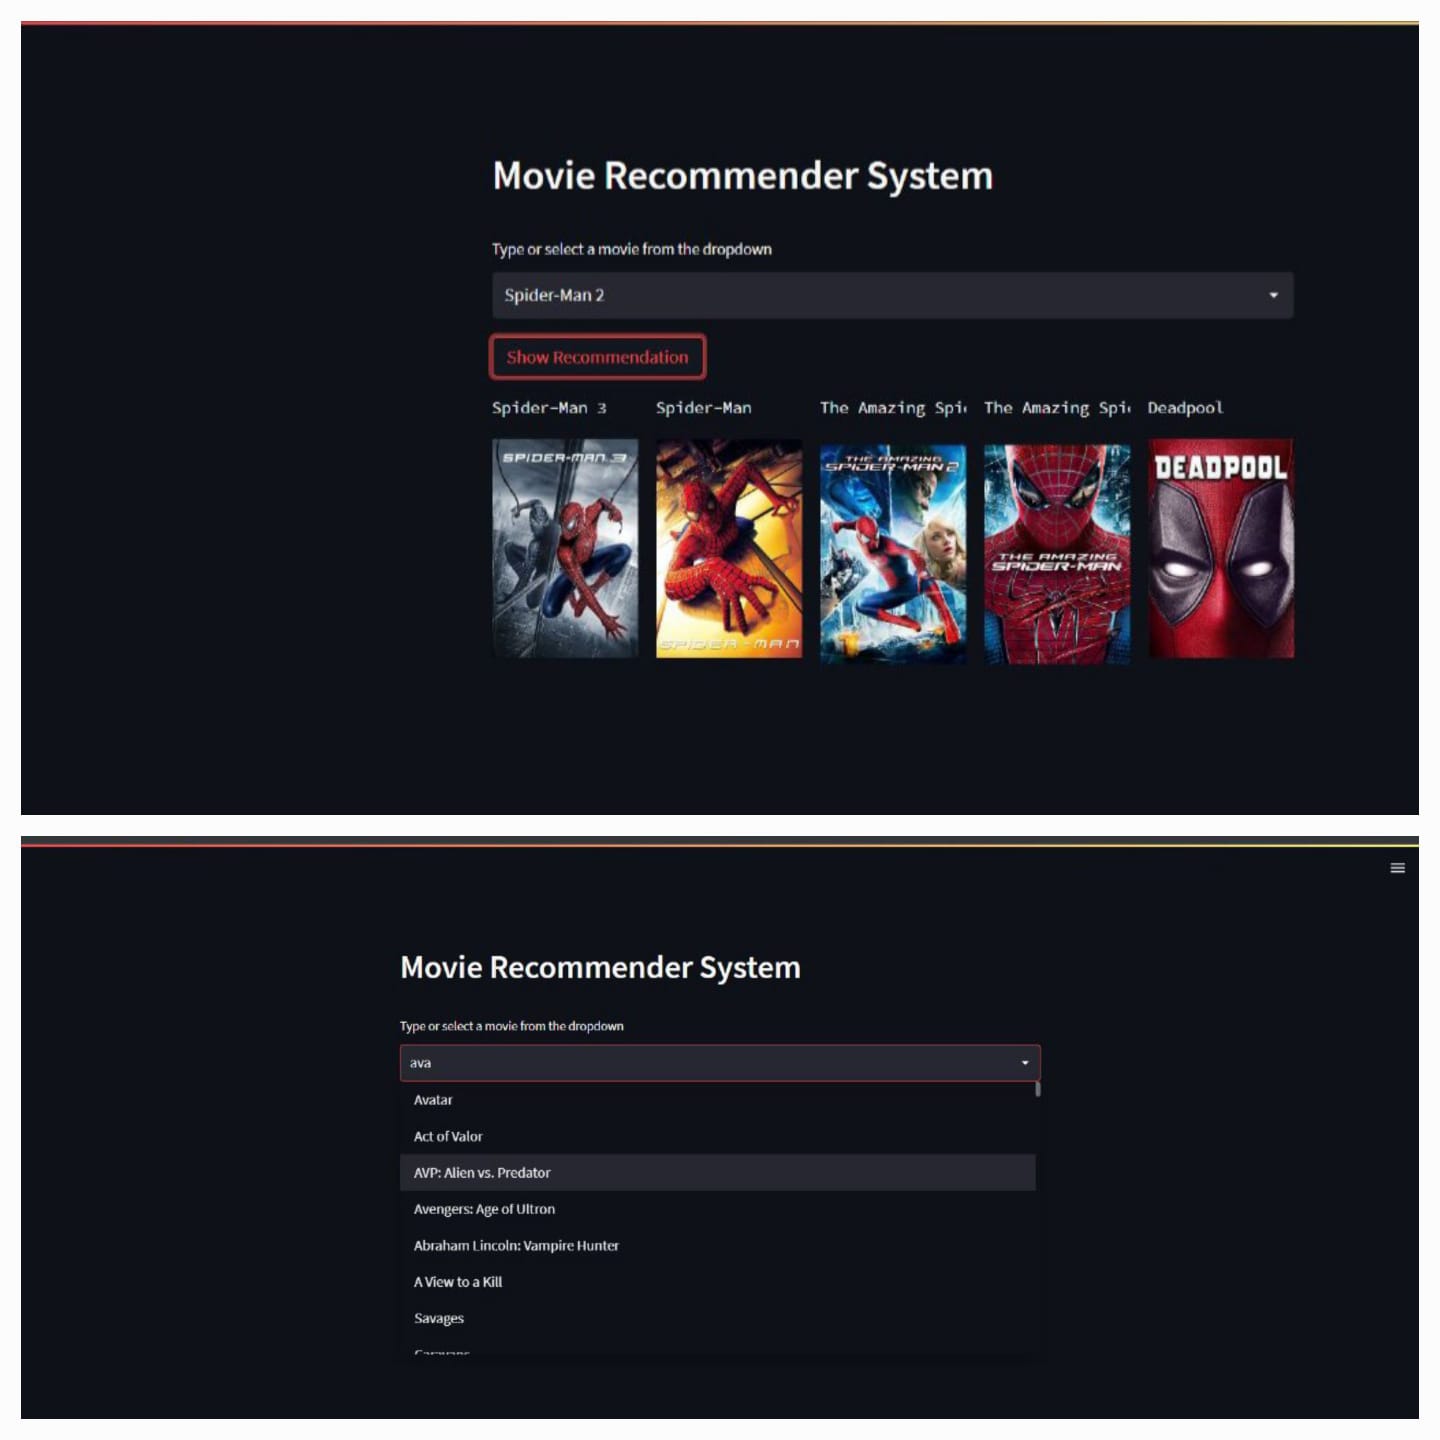 Movie Recommender System
Type or select a movie from the dropdown
Spider-Man 2
Show Recommendation
Spider-Man 3 Spider-Man The Amazing Spi The Amazing Spi Deadpool
SPIDER-MAN 3
SPIDER-MAN
THE AMAZING
SPIDER-MAN 2
THE AMAZING
SPIDER-MAN
DEADPOOL
Movie Recommender System
Type or select a movie from the dropdown
ava
Avatar
Act of Valor
AVP: Alien vs. Predator
Avengers: Age of Ultron
Abraham Lincoln: Vampire Hunter
A View to a Kill
Savages